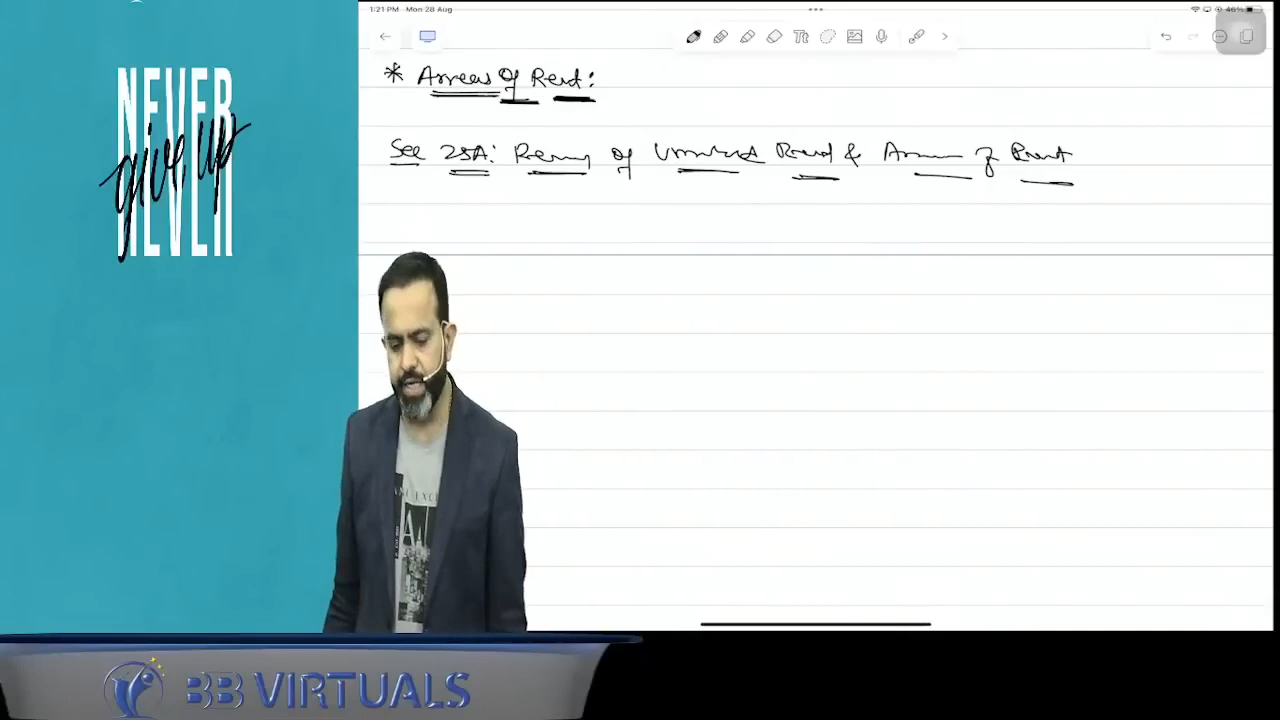 1:21 PM Mon 28 Aug
46%
NEVER
give up
NEVER
* Arrears Of Rent:
Sec 25A: Recovery of Unrealised Rent & Arrears of Rent
BB VIRTUALS